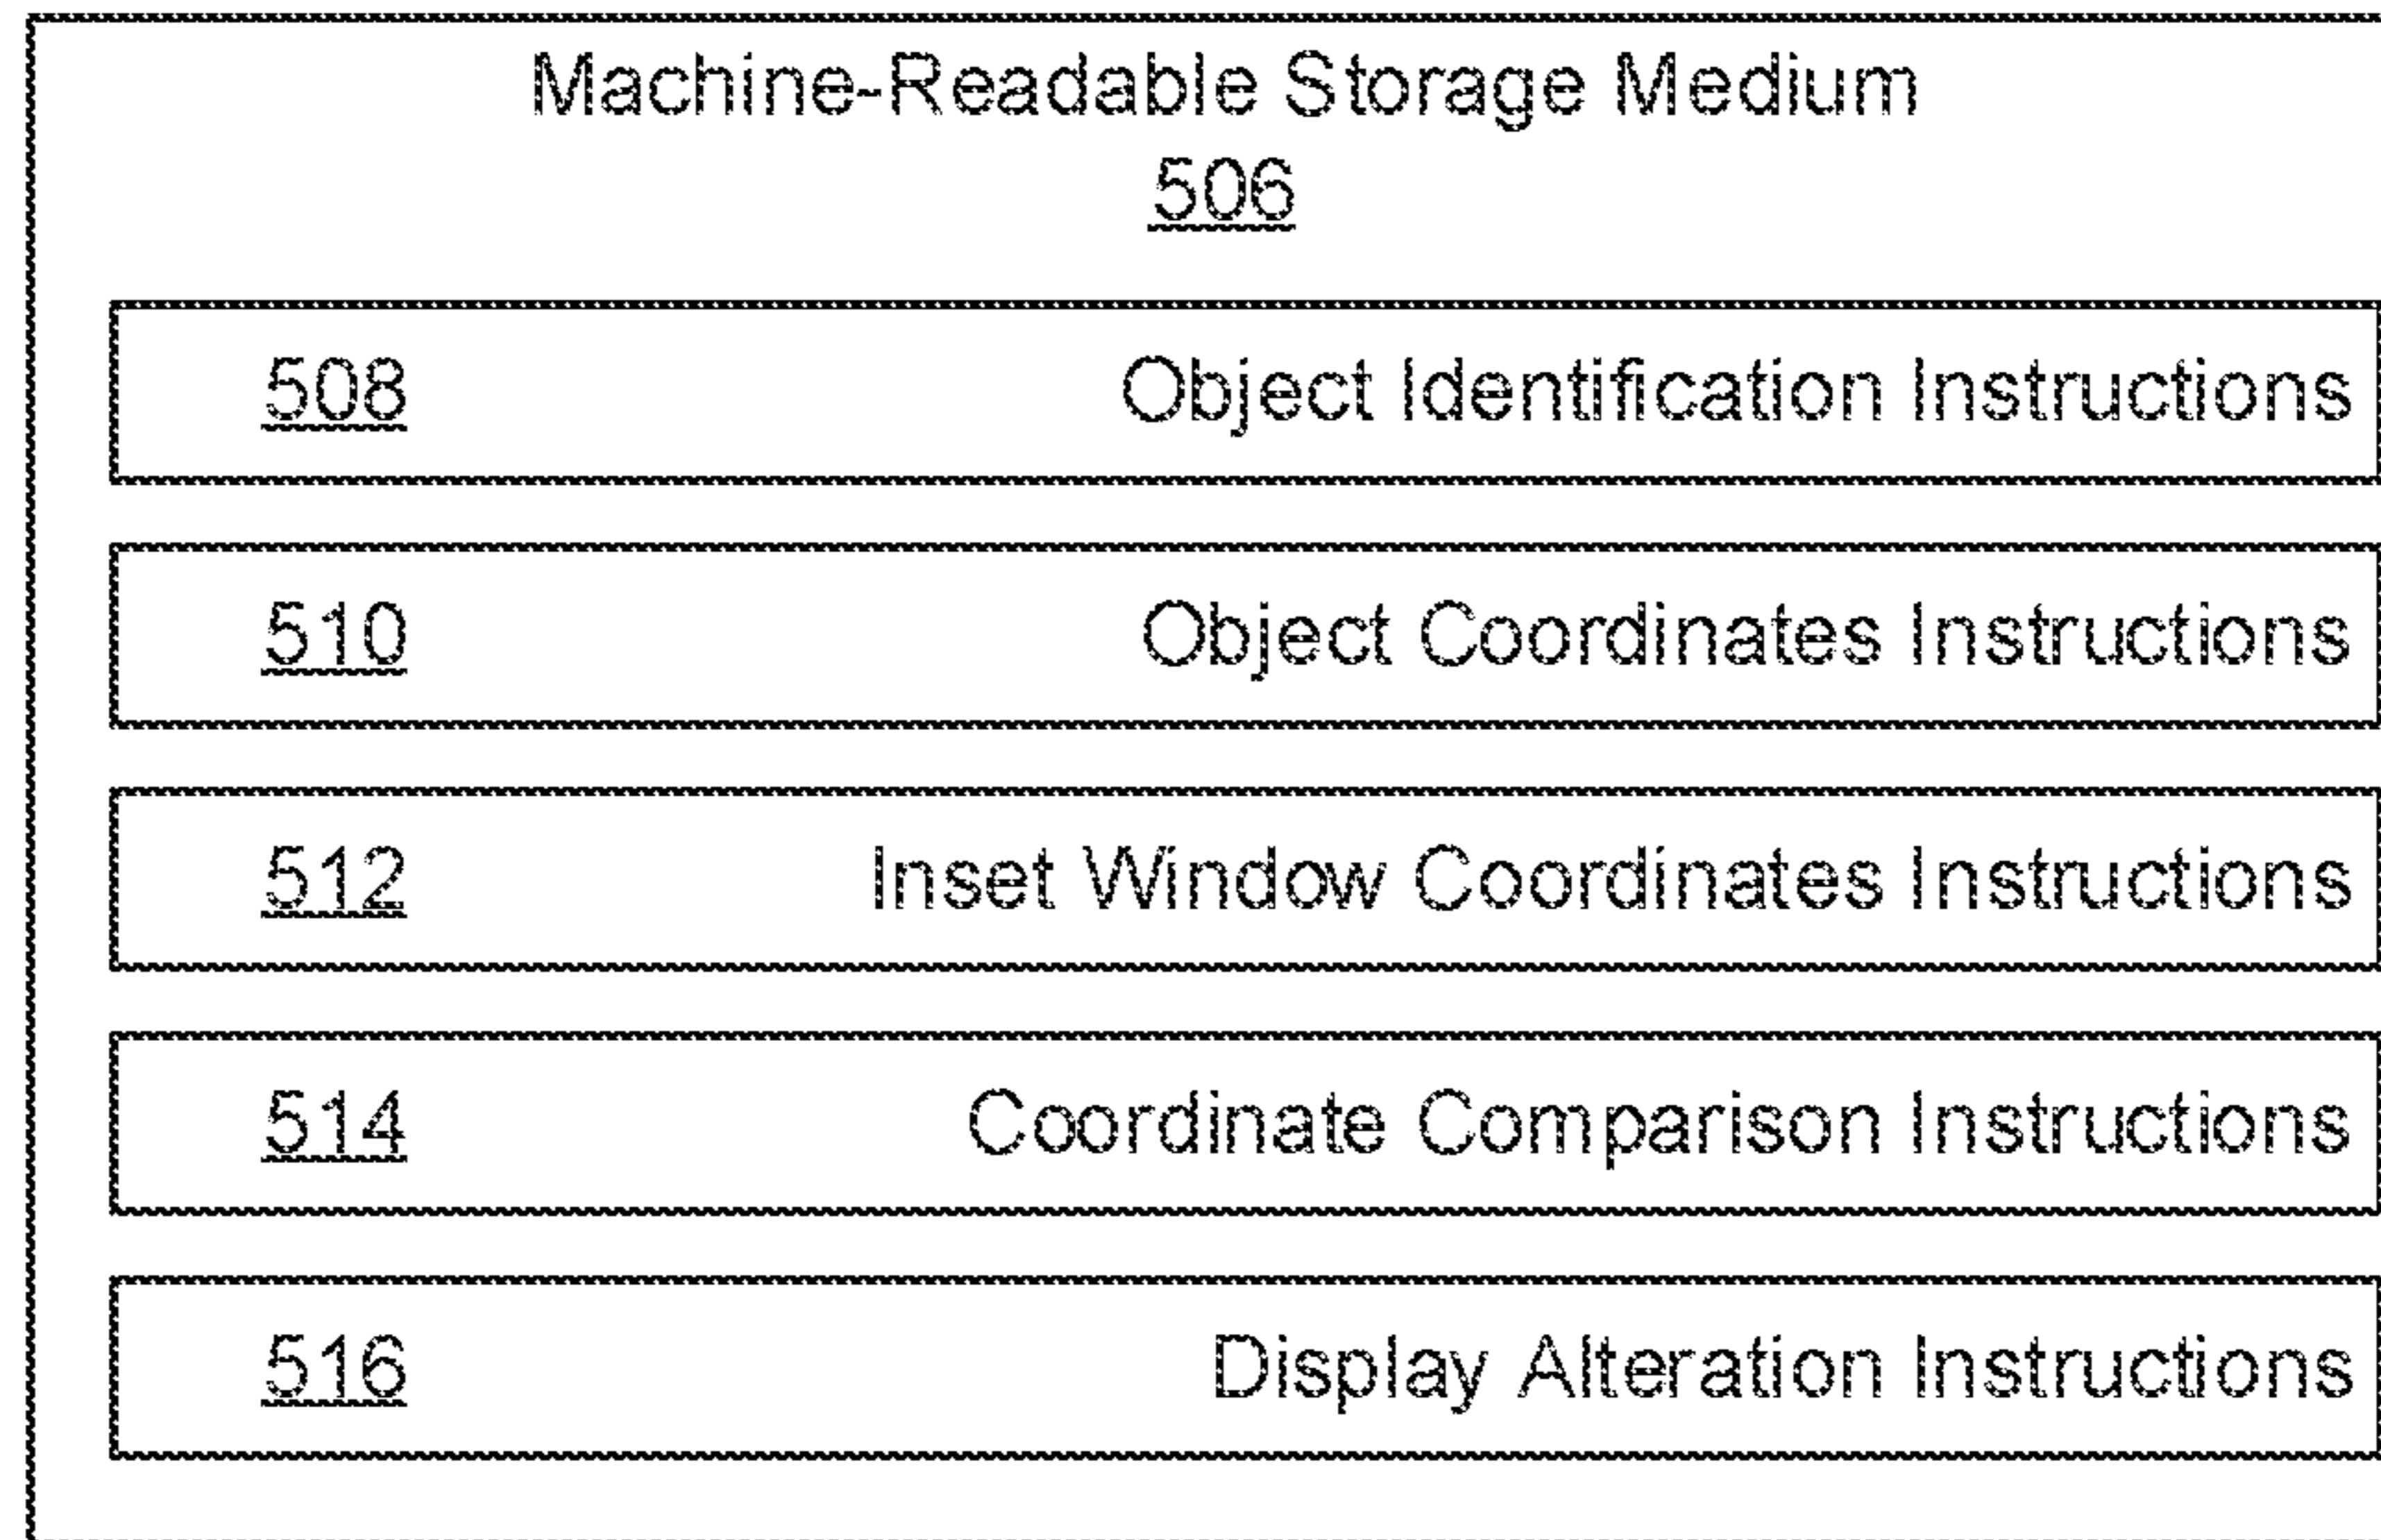 Machine-Readable Storage Medium
506
508 Object Identification Instructions
510 Object Coordinates Instructions
512 Inset Window Coordinates Instructions
514 Coordinate Comparison Instructions
516 Display Alteration Instructions